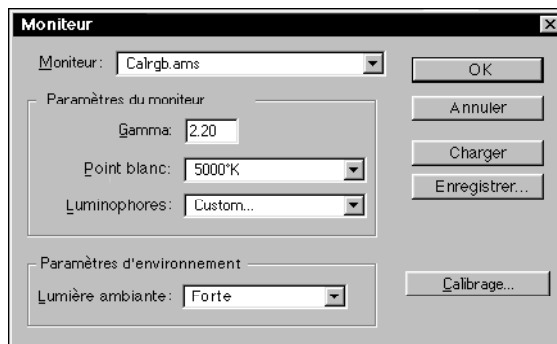 Moniteur
Moniteur: Calrgb.ams
OK
Paramètres du moniteur
Annuler
Gamma: 2.20
Charger
Point blanc: 5000°K
Enregistrer...
Luminophores: Custom...
Paramètres d'environnement
Lumière ambiante: Forte
Calibrage...